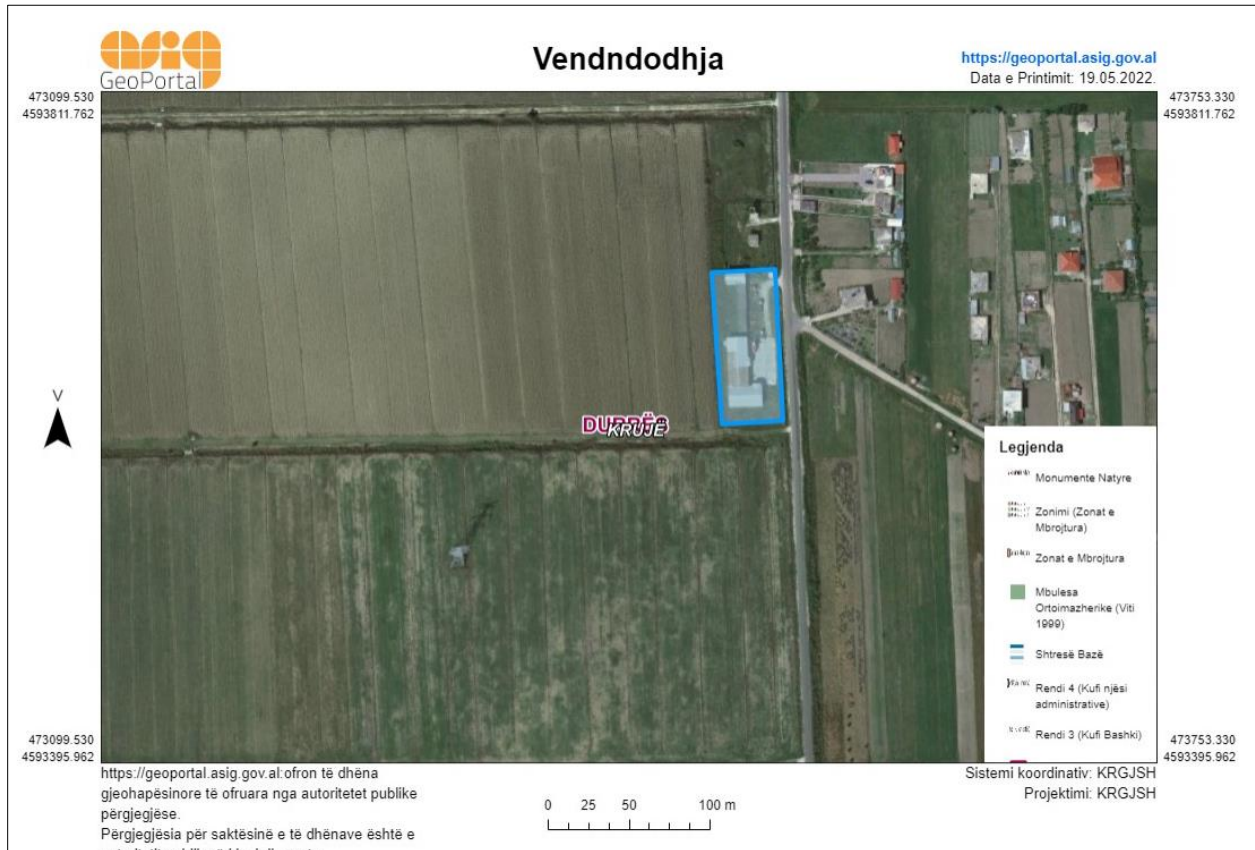 asig
GeoPortal
Vendndodhja
https://geoportal.asig.gov.al
Data e Printimit: 19.05.2022.
473099.530
4593811.762
473753.330
4593811.762
V
DURRËS
KRUJË
Legjenda
Monumente Natyre
Zonimi (Zonat e
Mbrojtura)
Zonat e Mbrojtura
Mbulesa
Ortoimazherike (Viti
1999)
Shtresë Bazë
Rendi 4 (Kufi njësi
administrative)
Rendi 3 (Kufi Bashki)
473099.530
4593395.962
473753.330
4593395.962
https://geoportal.asig.gov.al:ofron të dhëna
gjeohapësinore të ofruara nga autoritetet publike
përgjegjëse.
Përgjegjësia për saktësinë e të dhënave është e
0 25 50 100 m
Sistemi koordinativ: KRGJSH
Projektimi: KRGJSH